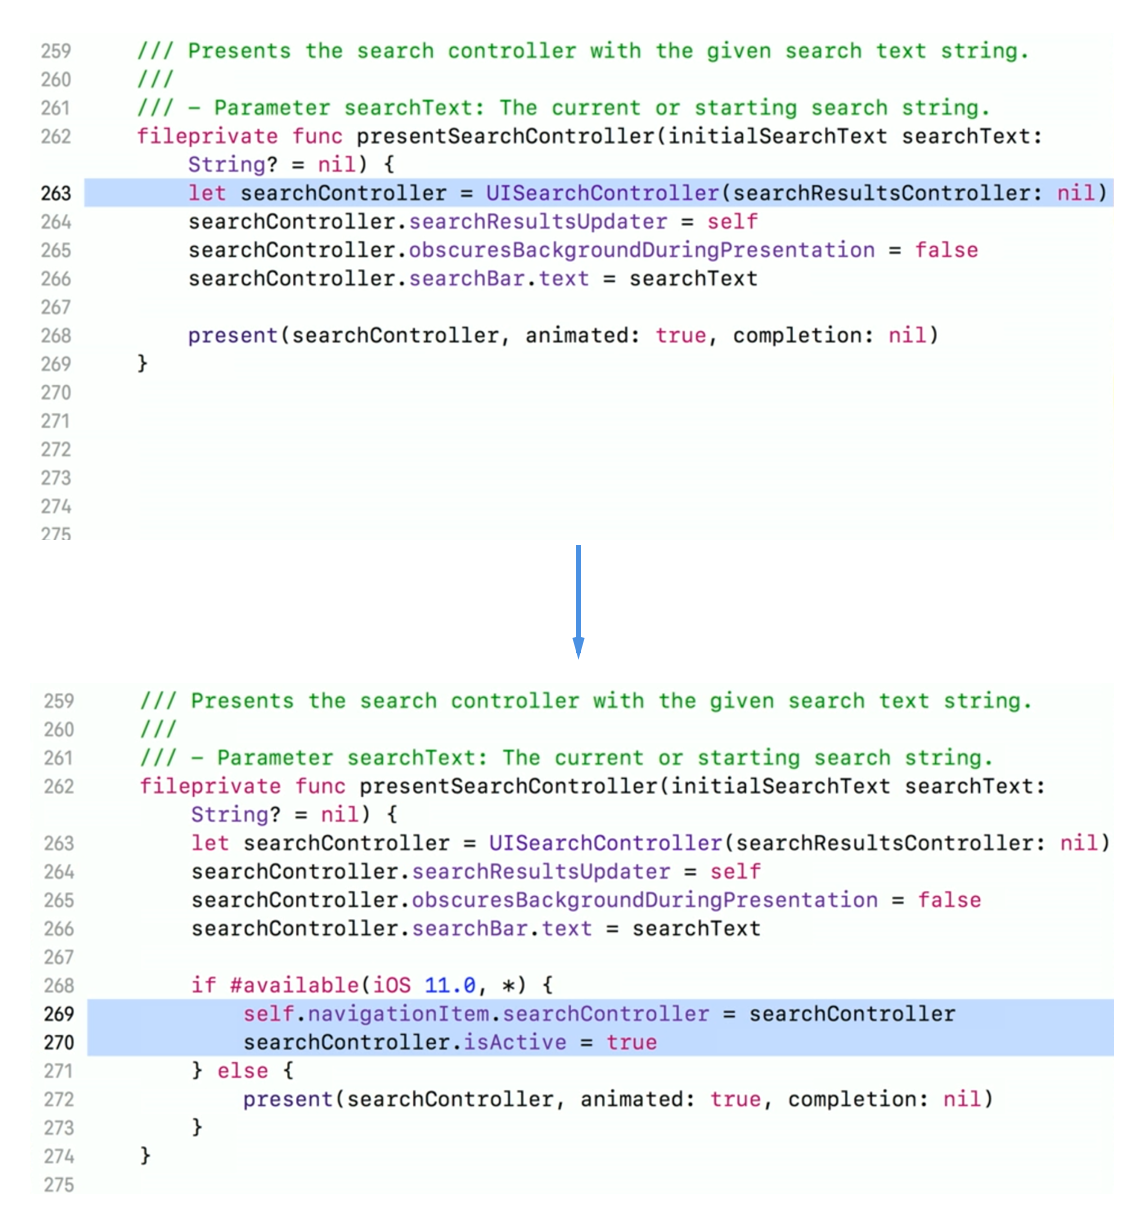 259 /// Presents the search controller with the given search text string.
260 ///
261 /// – Parameter searchText: The current or starting search string.
262 fileprivate func presentSearchController(initialSearchText searchText:
String? = nil) {
263 let searchController = UISearchController(searchResultsController: nil)
264 searchController.searchResultsUpdater = self
265 searchController.obscuresBackgroundDuringPresentation = false
266 searchController.searchBar.text = searchText
267
268 present(searchController, animated: true, completion: nil)
269 }
270
271
272
273
274
275
259 /// Presents the search controller with the given search text string.
260 ///
261 /// – Parameter searchText: The current or starting search string.
262 fileprivate func presentSearchController(initialSearchText searchText:
String? = nil) {
263 let searchController = UISearchController(searchResultsController: nil)
264 searchController.searchResultsUpdater = self
265 searchController.obscuresBackgroundDuringPresentation = false
266 searchController.searchBar.text = searchText
267
268 if #available(iOS 11.0, *) {
269 self.navigationItem.searchController = searchController
270 searchController.isActive = true
271 } else {
272 present(searchController, animated: true, completion: nil)
273 }
274 }
275